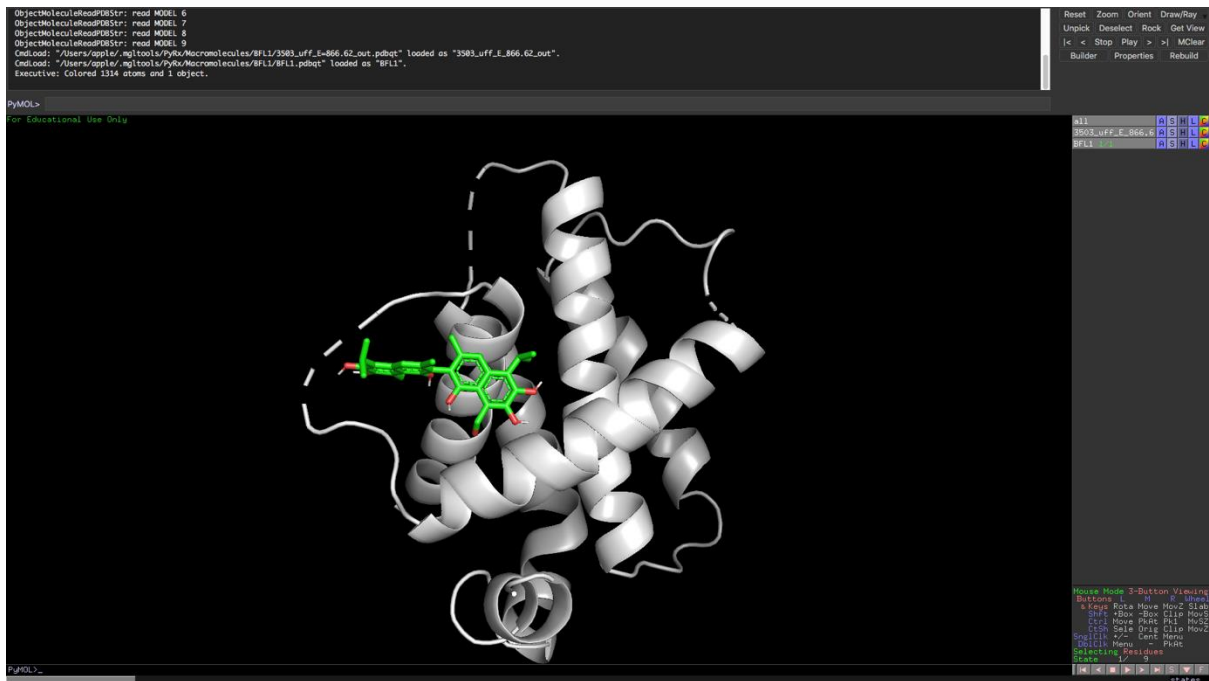 ObjectMoleculeReadPDBStr: read MODEL 6
ObjectMoleculeReadPDBStr: read MODEL 7
ObjectMoleculeReadPDBStr: read MODEL 8
ObjectMoleculeReadPDBStr: read MODEL 9
CmdLoad: "/Users/apple/.mgltools/PyRx/Macromolecules/BFL1/3503_uff_E=866.62_out.pdbqt" loaded as "3503_uff_E_866.62_out".
CmdLoad: "/Users/apple/.mgltools/PyRx/Macromolecules/BFL1/BFL1.pdbqt" loaded as "BFL1".
Executive: Colored 1314 atoms and 1 object.
Reset Zoom Orient Draw/Ray
Unpick Deselect Rock Get View
|< < Stop Play > >| MClear
Builder Properties Rebuild
PyMOL>
For Educational Use Only
all A S H L C
3503_uff_E_866.6 A S H L C
BFL1 1/1 A S H L C
Mouse Mode 3-Button Viewing
Buttons L M R Wheel
& Keys Rota Move MovZ Slab
Shft +Box -Box Clip MovS
Ctrl Move PkAt Pk1 MvSZ
CtSh Sele Orig Clip MovZ
SnglClk +/- Cent Menu
DblClk Menu - PkAt
Selecting Residues
State 1/ 9
PyMOL>_
S F
states